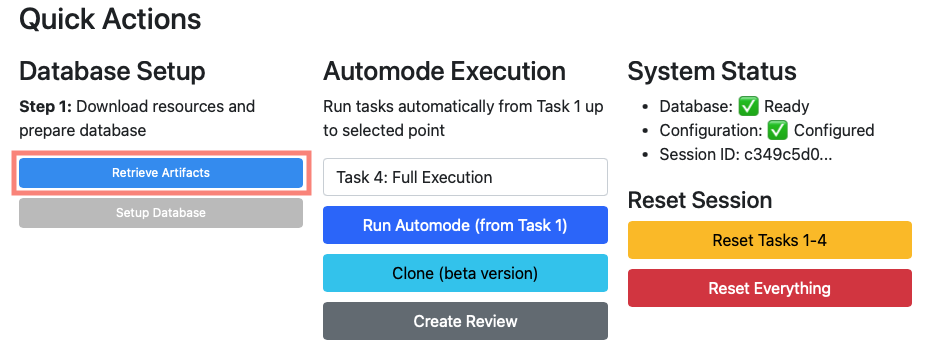 Quick Actions
Database Setup
Step 1: Download resources and
prepare database
Retrieve Artifacts
Setup Database
Automode Execution
Run tasks automatically from Task 1 up
to selected point
Task 4: Full Execution
Run Automode (from Task 1)
Clone (beta version)
Create Review
System Status
• Database: ✅ Ready
• Configuration: ✅ Configured
• Session ID: c349c5d0...
Reset Session
Reset Tasks 1-4
Reset Everything